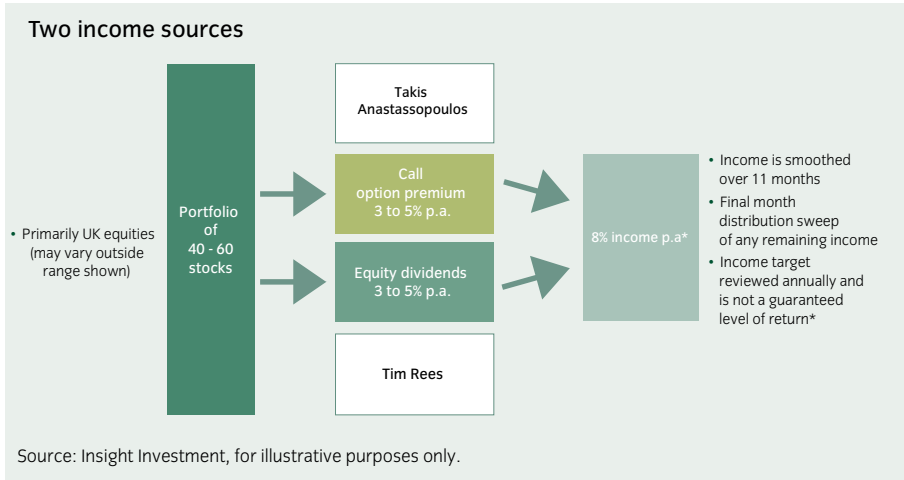 Two income sources
• Primarily UK equities
(may vary outside
range shown)
Portfolio
of
40 - 60
stocks
Takis
Anastassopoulos
Call
option premium
3 to 5% p.a.
Equity dividends
3 to 5% p.a.
Tim Rees
8% income p.a*
• Income is smoothed
over 11 months
• Final month
distribution sweep
of any remaining income
• Income target
reviewed annually and
is not a guaranteed
level of return*
Source: Insight Investment, for illustrative purposes only.